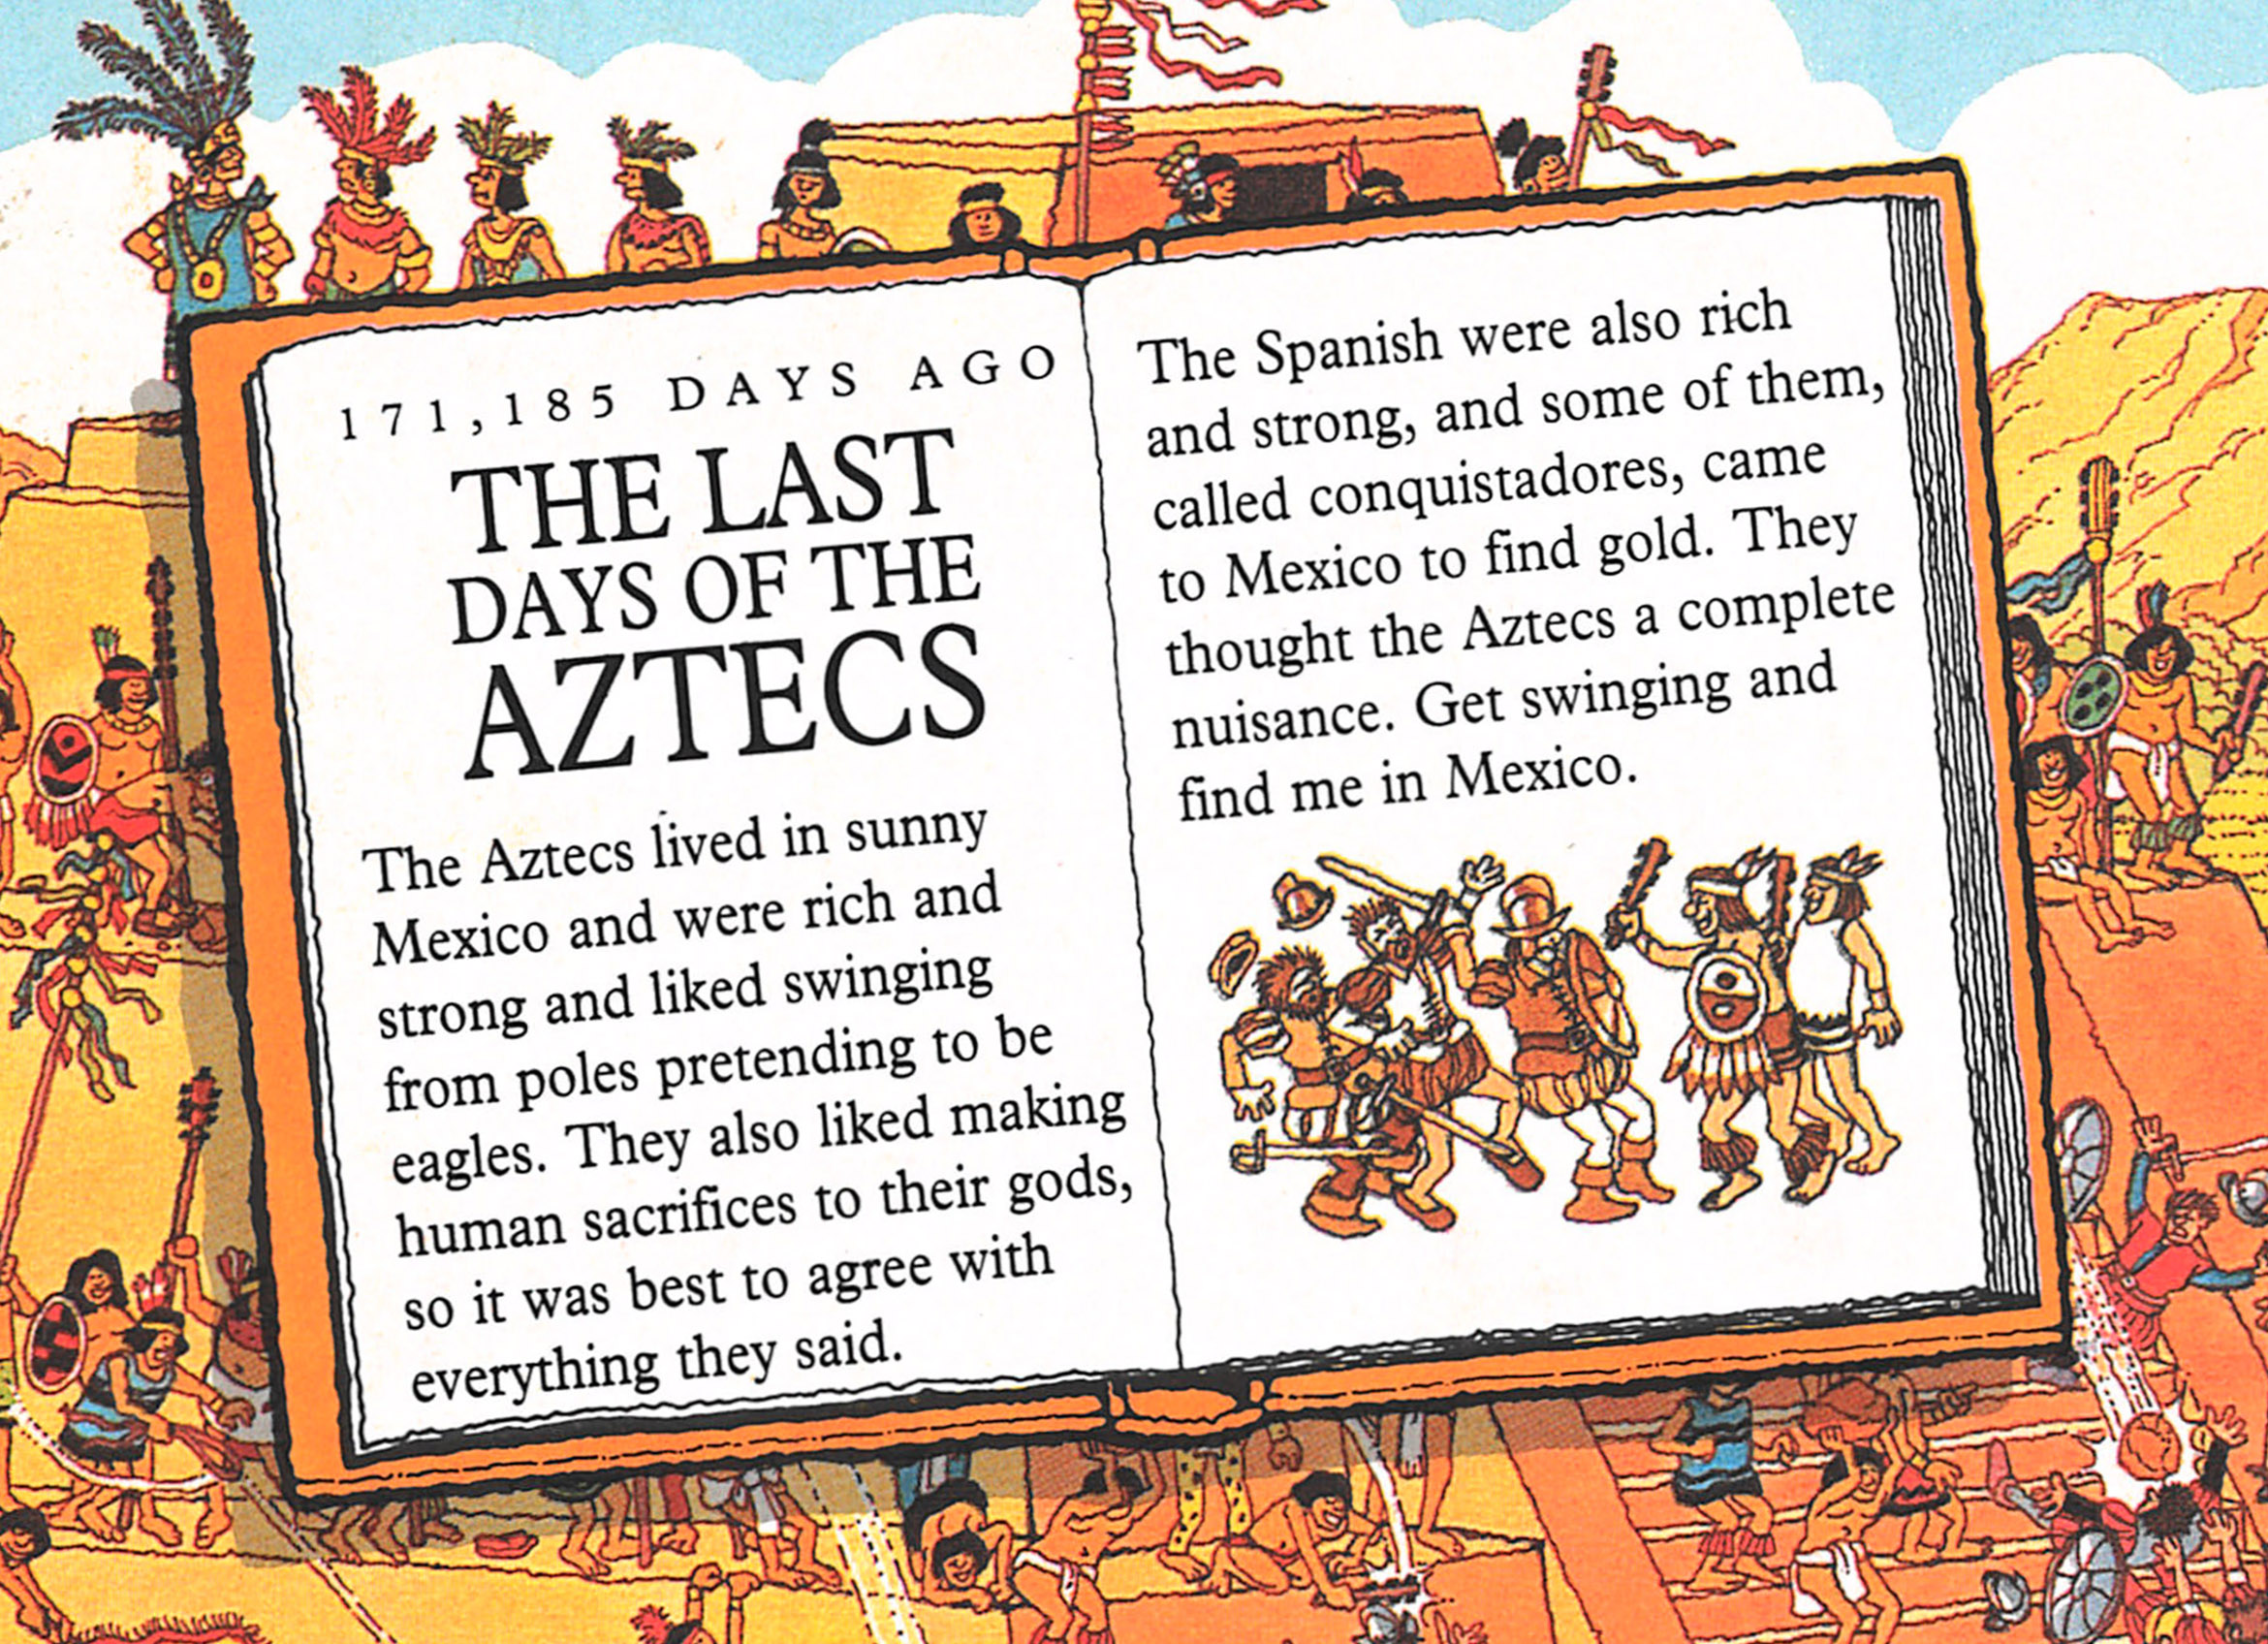 171,185 DAYS AGO
THE LAST
DAYS OF THE
AZTECS
The Aztecs lived in sunny
Mexico and were rich and
strong and liked swinging
from poles pretending to be
eagles. They also liked making
human sacrifices to their gods,
so it was best to agree with
everything they said.
The Spanish were also rich
and strong, and some of them,
called conquistadores, came
to Mexico to find gold. They
thought the Aztecs a complete
nuisance. Get swinging and
find me in Mexico.